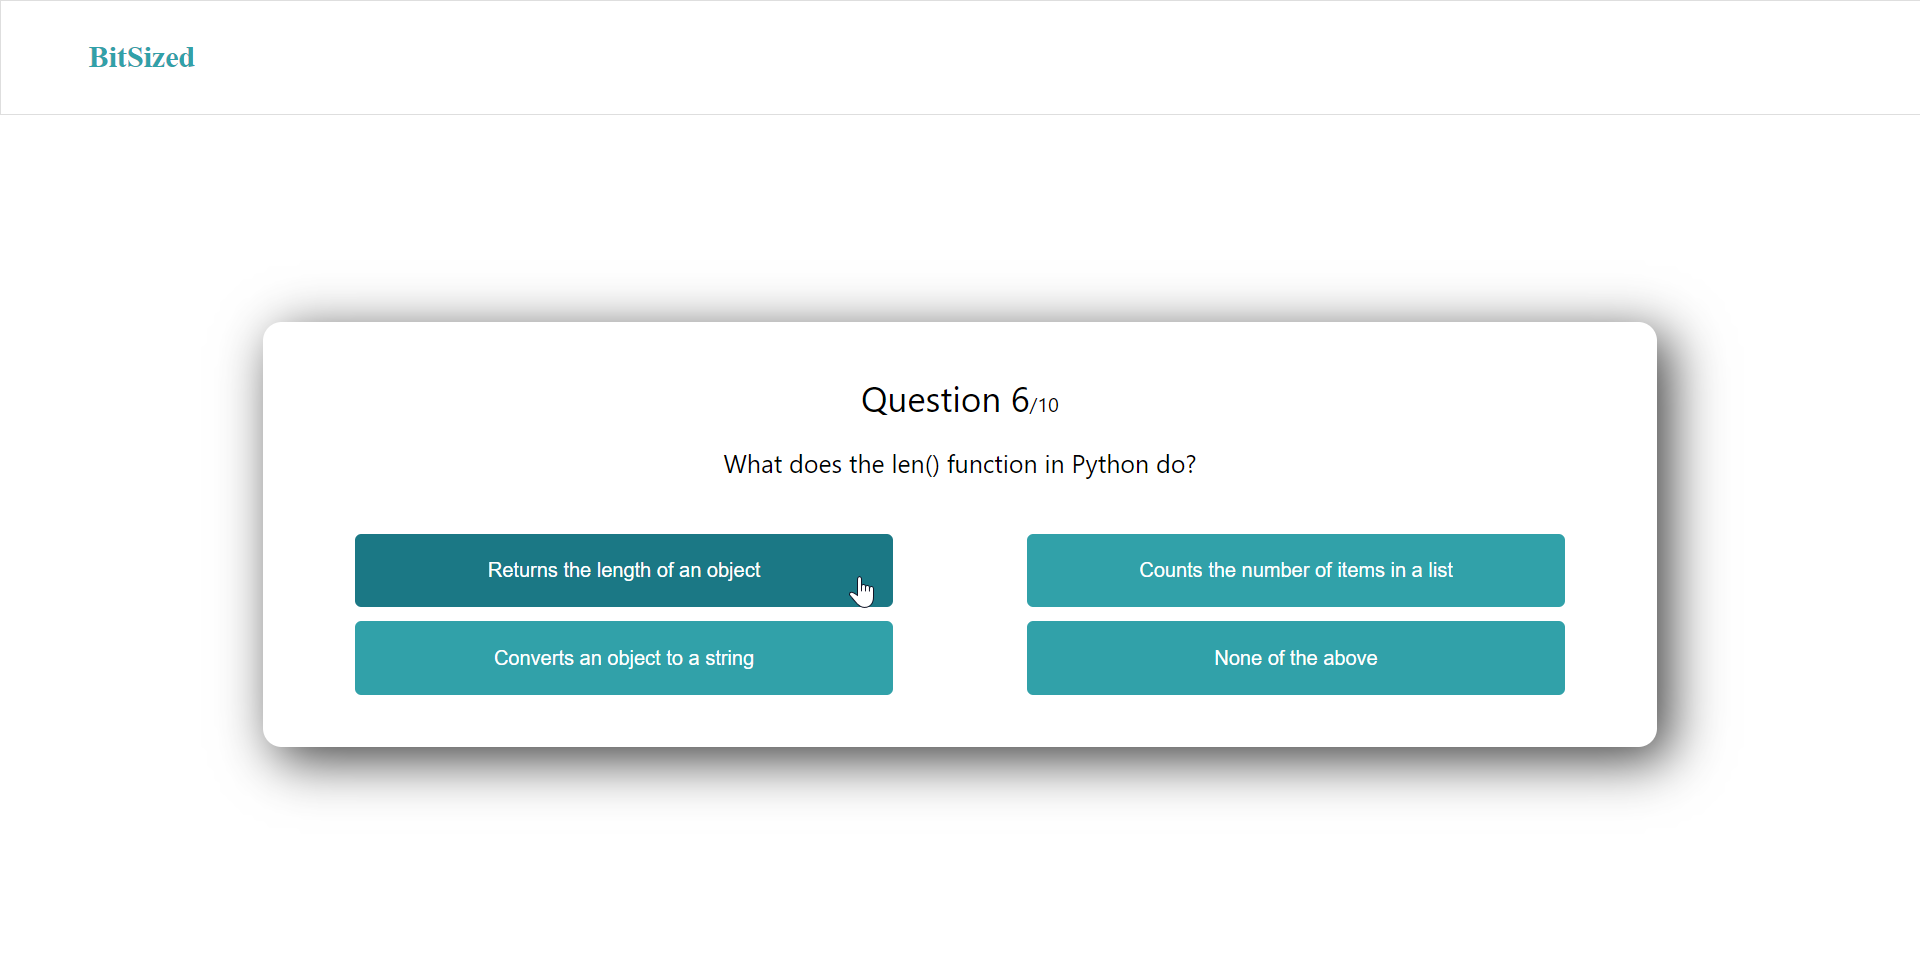 BitSized
Question 6/10
What does the len() function in Python do?
Returns the length of an object
Counts the number of items in a list
Converts an object to a string
None of the above